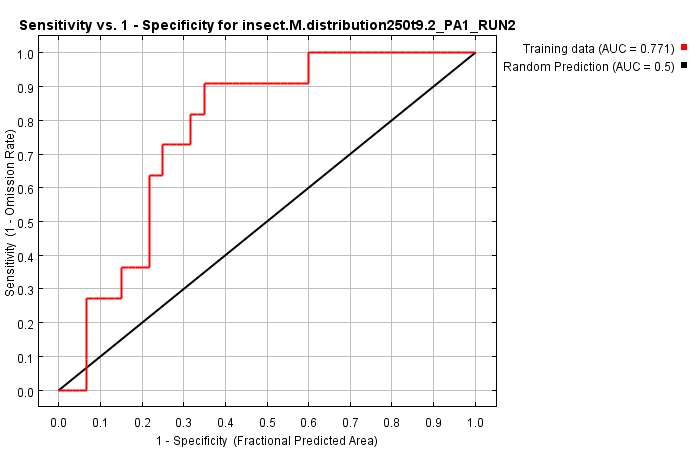 Sensitivity vs. 1 - Specificity for insect.M.distribution250t9.2_PA1_RUN2
Training data (AUC = 0.771)
Random Prediction (AUC = 0.5)
Sensitivity (1 - Omission Rate)
1.0
0.9
0.8
0.7
0.6
0.5
0.4
0.3
0.2
0.1
0.0
0.0 0.1 0.2 0.3 0.4 0.5 0.6 0.7 0.8 0.9 1.0
1 - Specificity (Fractional Predicted Area)